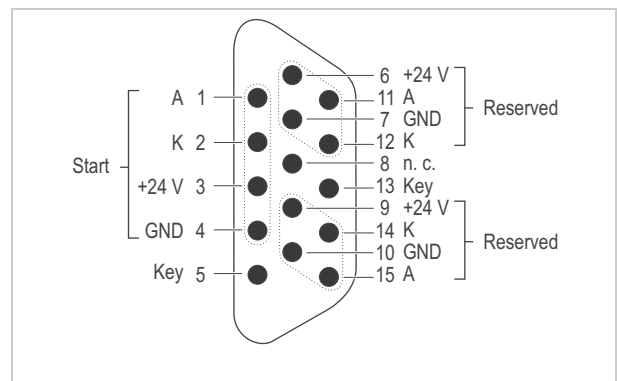 Start
A 1
K 2
+24 V 3
GND 4
Key 5
6 +24 V
11 A
7 GND
12 K
Reserved
8 n. c.
13 Key
9 +24 V
14 K
10 GND
15 A
Reserved